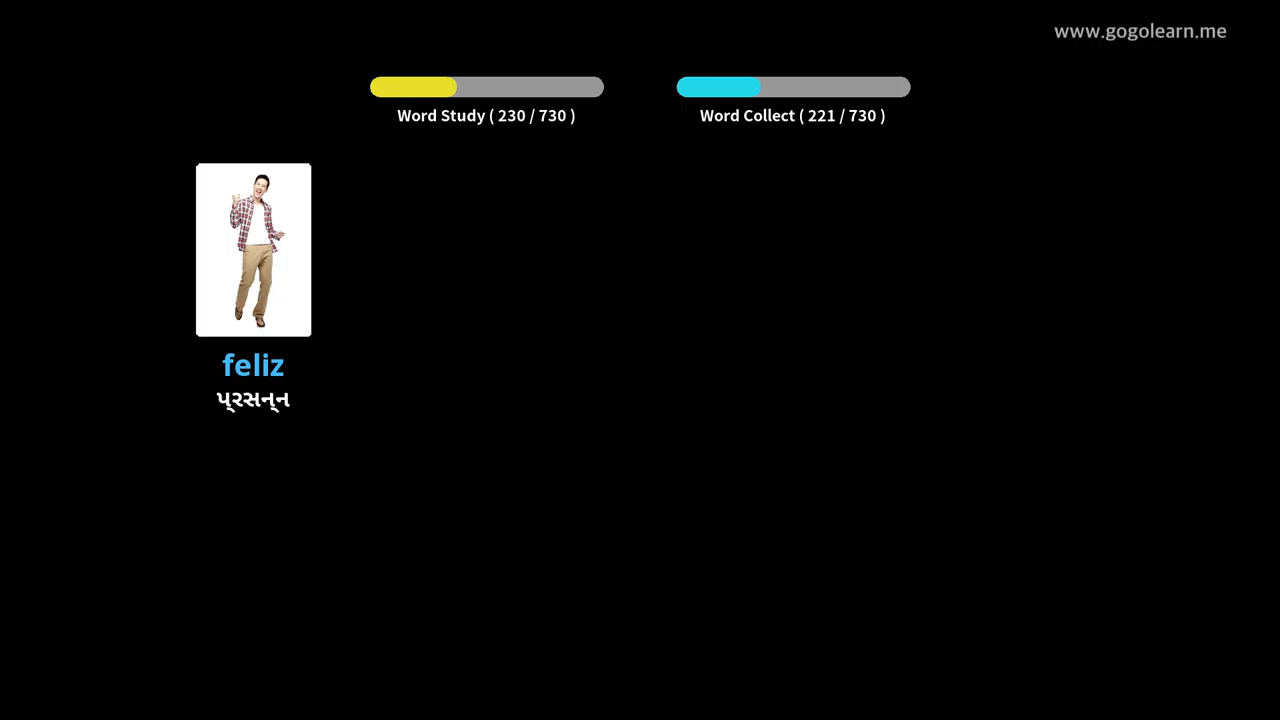 www.gogolearn.me
Word Study ( 230 / 730 )
Word Collect ( 221 / 730 )
feliz
પ્રસન્ન